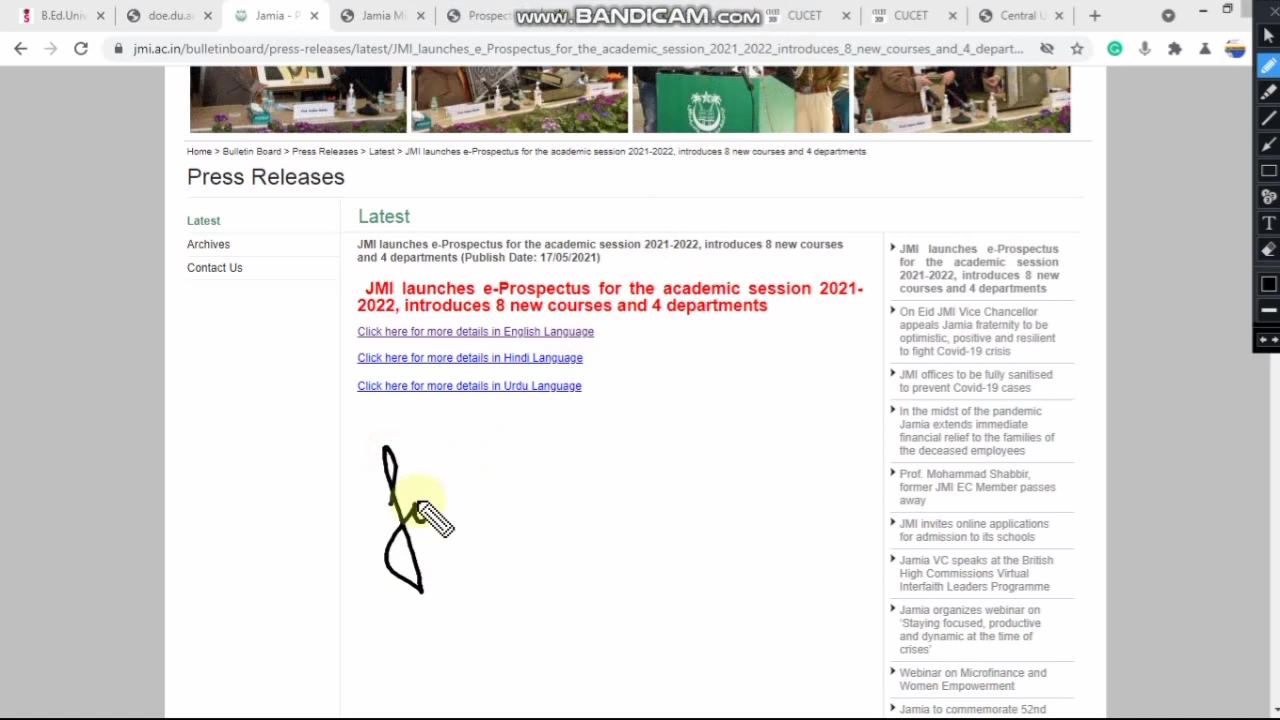 B.Ed.Univ
doe.du.a
Jamia - P
Jamia M
Prospec
www.BANDICAM.com
CUCET
CUCET
Central U
jmi.ac.in/bulletinboard/press-releases/latest/JMI_launches_e_Prospectus_for_the_academic_session_2021_2022_introduces_8_new_courses_and_4_depart...
Home > Bulletin Board > Press Releases > Latest > JMI launches e-Prospectus for the academic session 2021-2022, introduces 8 new courses and 4 departments
Press Releases
Latest
Archives
Contact Us
Latest
JMI launches e-Prospectus for the academic session 2021-2022, introduces 8 new courses
and 4 departments (Publish Date: 17/05/2021)
JMI launches e-Prospectus for the academic session 2021-
2022, introduces 8 new courses and 4 departments
Click here for more details in English Language
Click here for more details in Hindi Language
Click here for more details in Urdu Language
JMI launches e-Prospectus
for the academic session
2021-2022, introduces 8 new
courses and 4 departments
On Eid JMI Vice Chancellor
appeals Jamia fraternity to be
optimistic, positive and resilient
to fight Covid-19 crisis
JMI offices to be fully sanitised
to prevent Covid-19 cases
In the midst of the pandemic
Jamia extends immediate
financial relief to the families of
the deceased employees
Prof. Mohammad Shabbir,
former JMI EC Member passes
away
JMI invites online applications
for admission to its schools
Jamia VC speaks at the British
High Commissions Virtual
Interfaith Leaders Programme
Jamia organizes webinar on
'Staying focused, productive
and dynamic at the time of
crises'
Webinar on Microfinance and
Women Empowerment
Jamia to commemorate 52nd
T